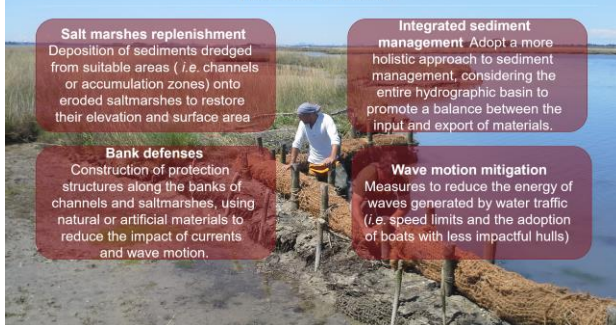 Salt marshes replenishment
Deposition of sediments dredged
from suitable areas ( i.e. channels
or accumulation zones) onto
eroded saltmarshes to restore
their elevation and surface area
Integrated sediment
management Adopt a more
holistic approach to sediment
management, considering the
entire hydrographic basin to
promote a balance between the
input and export of materials.
Bank defenses
Construction of protection
structures along the banks of
channels and saltmarshes, using
natural or artificial materials to
reduce the impact of currents
and wave motion.
Wave motion mitigation
Measures to reduce the energy of
waves generated by water traffic
(i.e. speed limits and the adoption
of boats with less impactful hulls)